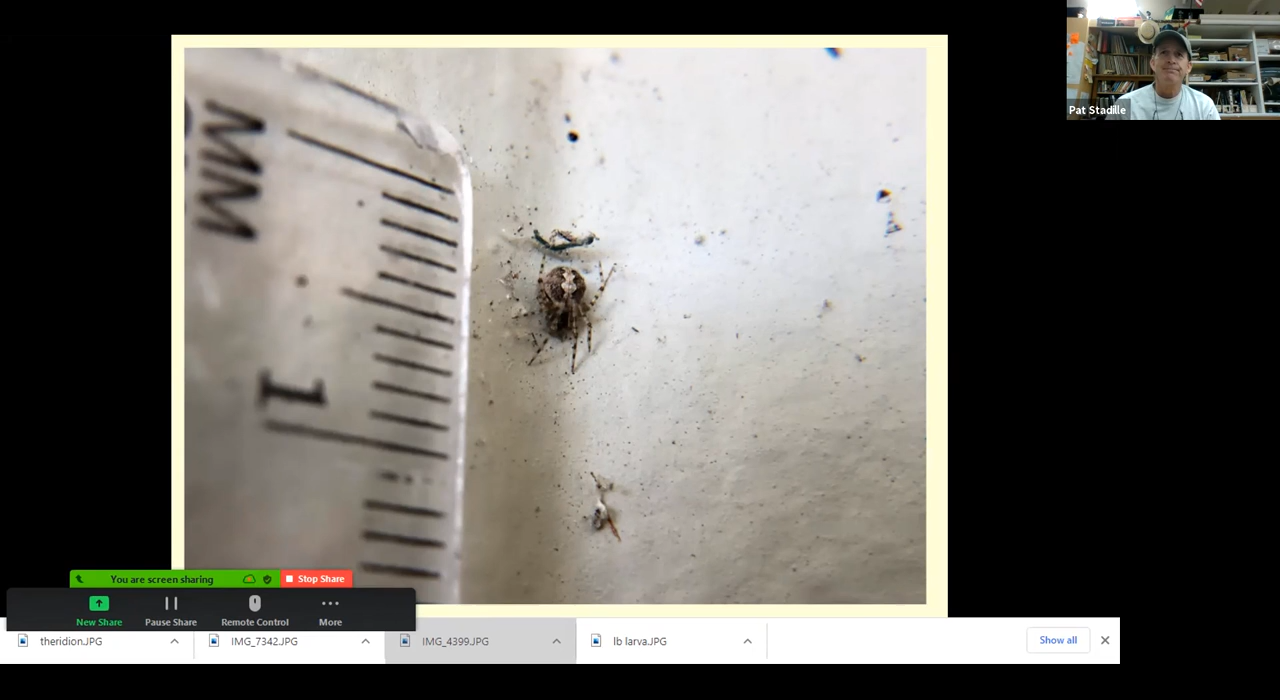 MM
1
Pat Stadille
You are screen sharing
Stop Share
New Share
Pause Share
Remote Control
More
theridion.JPG
IMG_7342.JPG
IMG_4399.JPG
lb larva.JPG
Show all